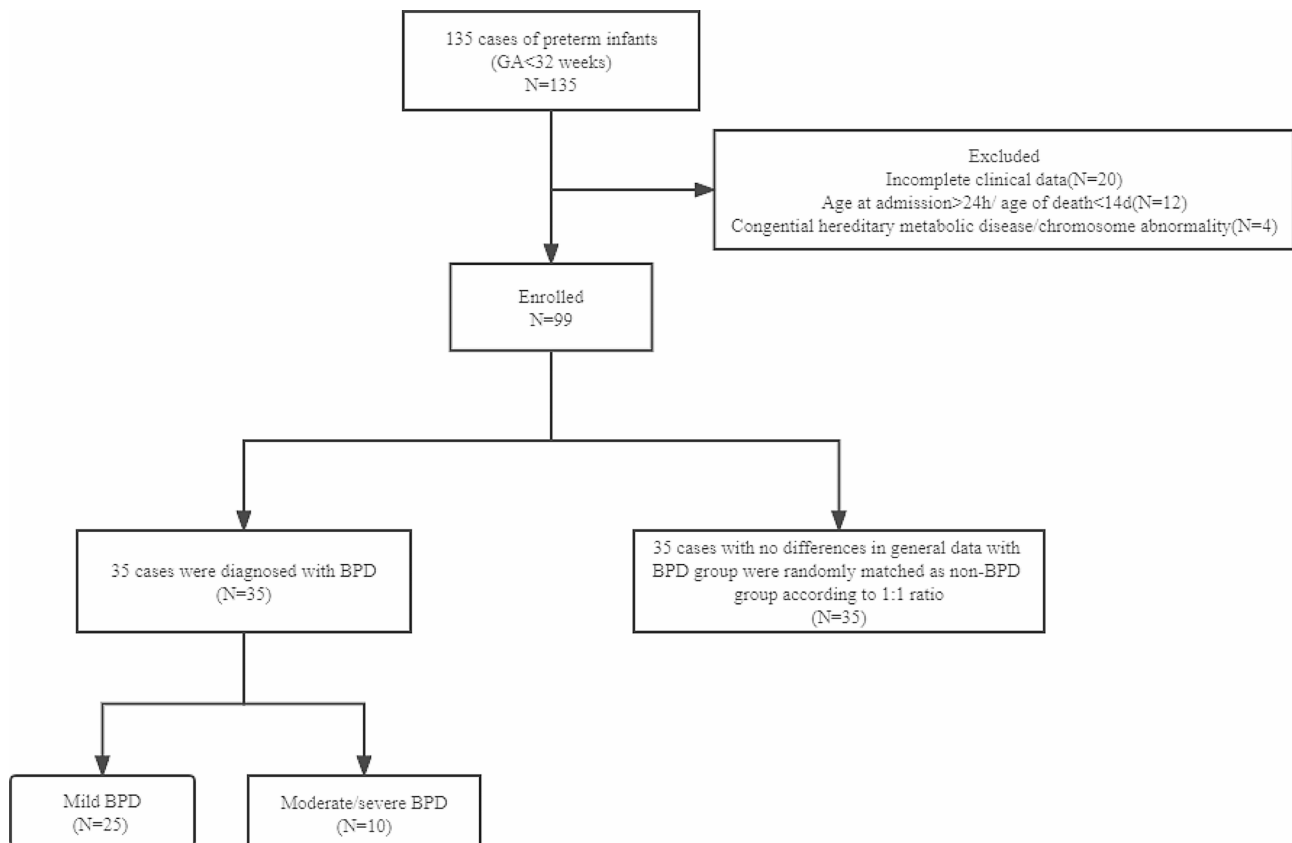 135 cases of preterm infants
(GA<32 weeks)
N=135
Excluded
Incomplete clinical data(N=20)
Age at admission>24h/ age of death<14d(N=12)
Congential hereditary metabolic disease/chromosome abnormality(N=4)
Enrolled
N=99
35 cases were diagnosed with BPD
(N=35)
35 cases with no differences in general data with
BPD group were randomly matched as non-BPD
group according to 1:1 ratio
(N=35)
Mild BPD
(N=25)
Moderate/severe BPD
(N=10)